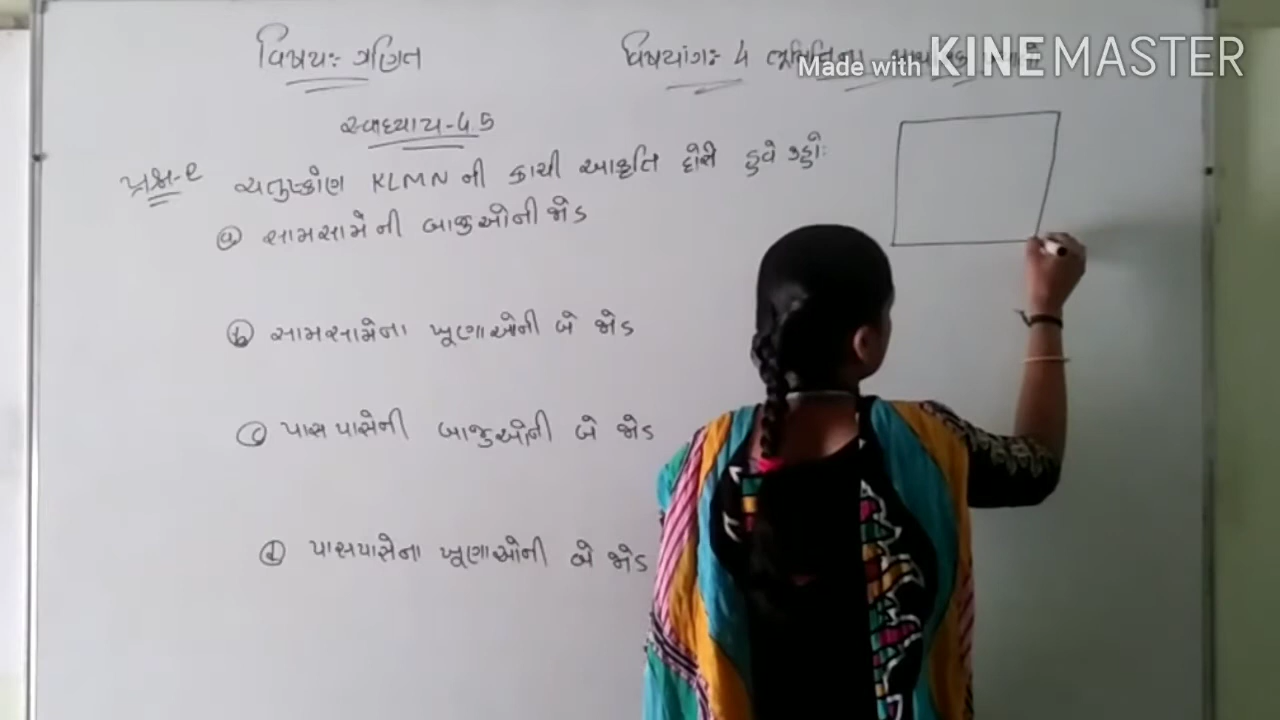 વિષય: ગણિત
વિષયાંગ: 4 ભૂમિતિના
Made with KINEMASTER
સ્વાધ્યાય-4.5
પ્રશ્ન-૨ ચતુષ્કોણ KLMN ની કાચી આકૃતિ દોરી હવે કહો:
ⓐ સામસામે ની બાજુઓની જોડ
ⓑ સામસામેના ખૂણાઓની બે જોડ
ⓒ પાસપાસેની બાજુઓની બે જોડ
ⓓ પાસપાસેના ખૂણાઓની બે જોડ